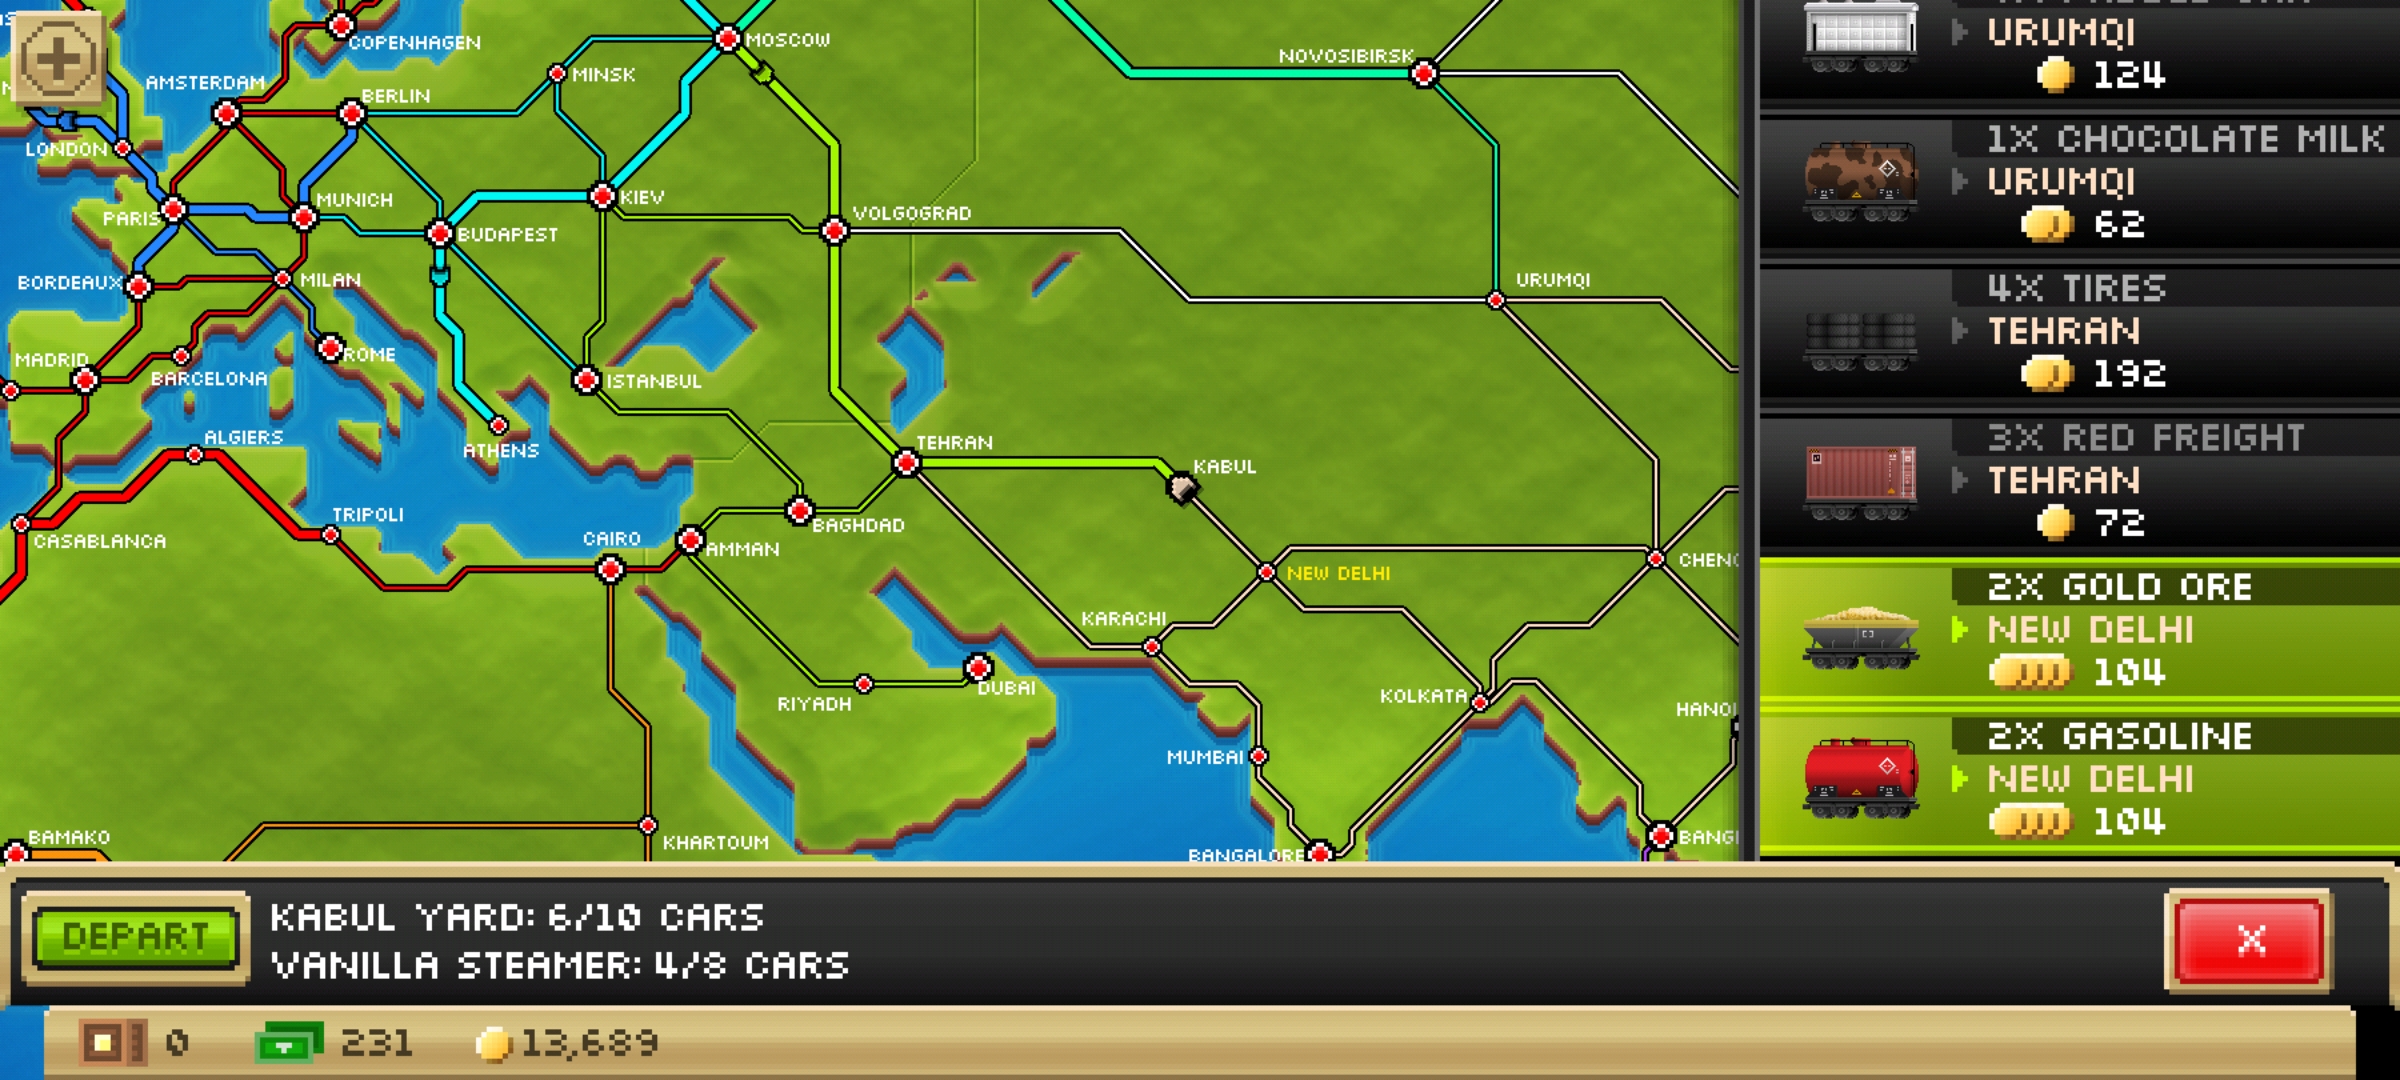 COPENHAGEN
MOSCOW
MINSK
NOVOSIBIRSK
AMSTERDAM
BERLIN
LONDON
MUNICH
KIEV
PARIS
VOLGOGRAD
BUDAPEST
BORDEAUX
MILAN
URUMQI
MADRID
ROME
BARCELONA
ISTANBUL
ALGIERS
ATHENS
TEHRAN
KABUL
TRIPOLI
CASABLANCA
CAIRO
AMMAN
BAGHDAD
NEW DELHI
CHENG
KARACHI
RIYADH
DUBAI
KOLKATA
HANOI
MUMBAI
BAMAKO
KHARTOUM
BANGALORE
BANG
URUMQI
124
1X CHOCOLATE MILK
URUMQI
62
4X TIRES
TEHRAN
192
3X RED FREIGHT
TEHRAN
72
2X GOLD ORE
NEW DELHI
104
2X GASOLINE
NEW DELHI
104
DEPART
KABUL YARD: 6/10 CARS
VANILLA STEAMER: 4/8 CARS
X
0
231
13,689